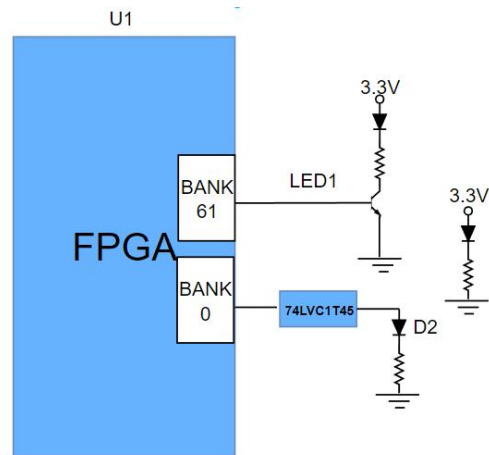 U1
3.3V
BANK
61
LED1
3.3V
FPGA
BANK
0
74LVC1T45
D2